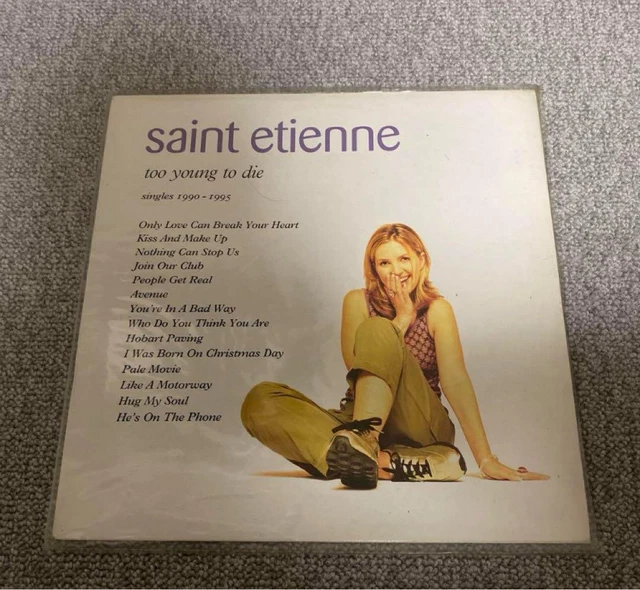 saint etienne
too young to die
singles 1990 - 1995
Only Love Can Break Your Heart
Kiss And Make Up
Nothing Can Stop Us
Join Our Club
People Get Real
Avenue
You're In A Bad Way
Who Do You Think You Are
Hobart Paving
I Was Born On Christmas Day
Pale Movie
Like A Motorway
Hug My Soul
He's On The Phone